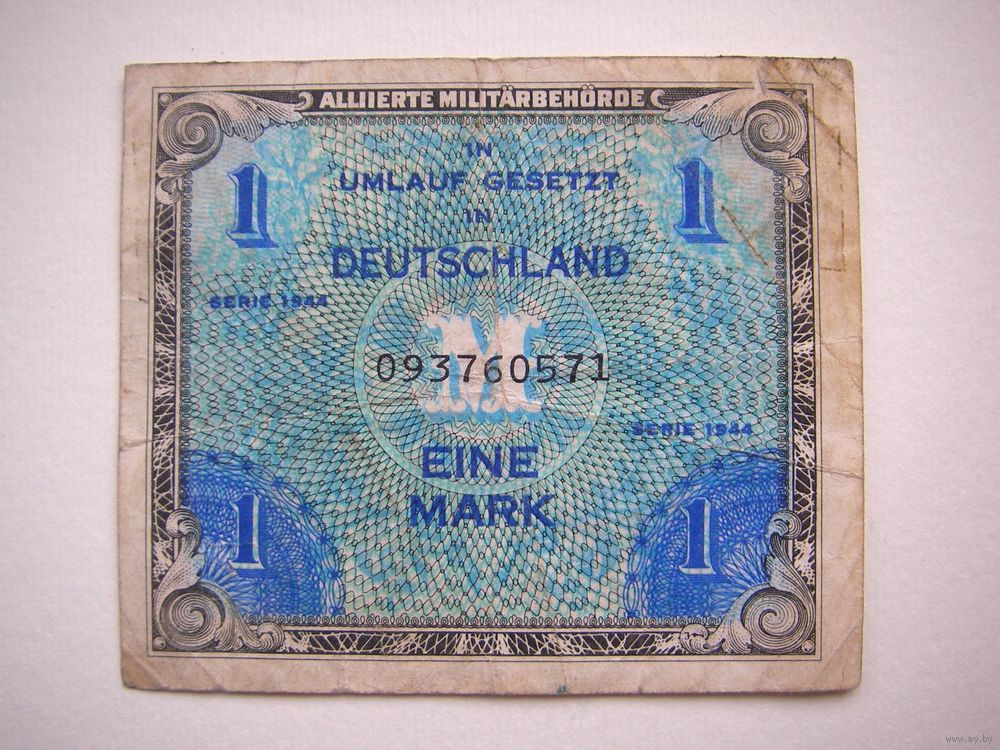 ALLIIERTE MILITÄRBEHÖRDE
1 1
IN
UMLAUF GESETZT
IN
DEUTSCHLAND
SERIE 1944
M
093760571
SERIE 1944
EINE
MARK
1 1
www.ay.by